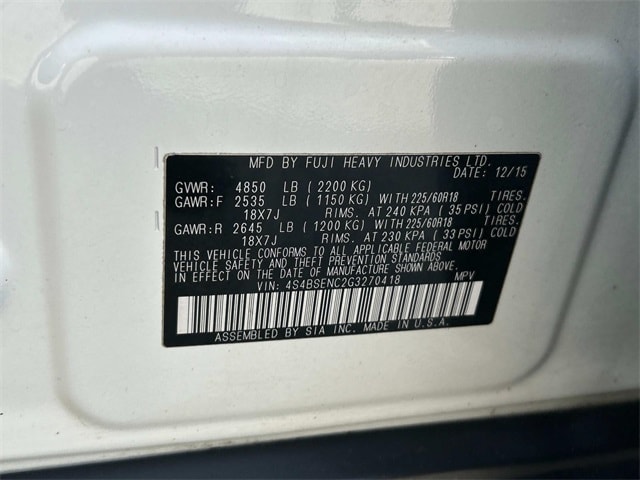 MFD BY FUJI HEAVY INDUSTRIES LTD.
DATE: 12/15
GVWR: 4850 LB (2200 KG)
GAWR:F 2535 LB (1150 KG) WITH 225/60R18 TIRES.
18X7J RIMS. AT 240 KPA (35 PSI) COLD
GAWR:R 2645 LB (1200 KG) WITH 225/60R18 TIRES.
18X7J RIMS. AT 230 KPA (33 PSI) COLD
THIS VEHICLE CONFORMS TO ALL APPLICABLE FEDERAL MOTOR
VEHICLE SAFETY AND THEFT PREVENTION STANDARDS
IN EFFECT ON THE DATE OF MANUFACTURE SHOWN ABOVE.
VIN: 4S4BSENC2G3270418 MPV
ASSEMBLED BY SIA INC. MADE IN U.S.A.